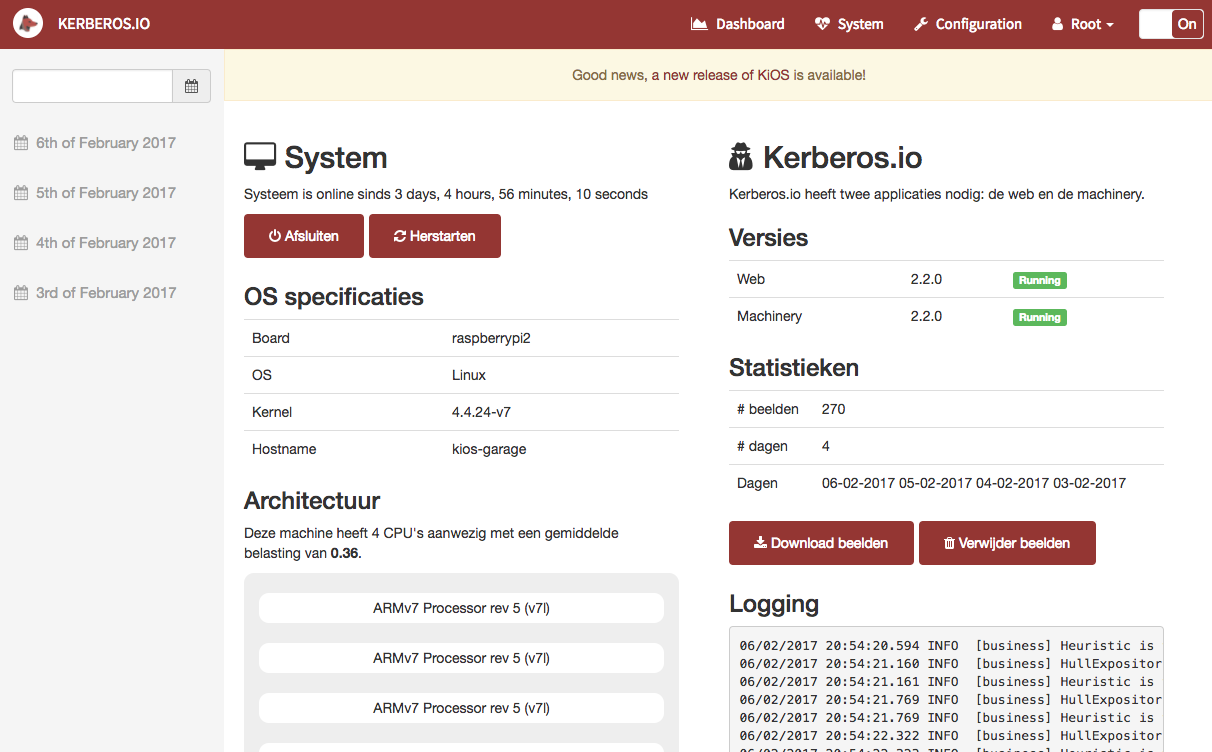 KERBEROS.IO
Dashboard
System
Configuration
Root
On
Good news, a new release of KiOS is available!
6th of February 2017
5th of February 2017
4th of February 2017
3rd of February 2017
System
Systeem is online sinds 3 days, 4 hours, 56 minutes, 10 seconds
Afsluiten
Herstarten
OS specificaties
Board raspberrypi2
OS Linux
Kernel 4.4.24-v7
Hostname kios-garage
Architectuur
Deze machine heeft 4 CPU's aanwezig met een gemiddelde
belasting van 0.36.
ARMv7 Processor rev 5 (v7l)
ARMv7 Processor rev 5 (v7l)
ARMv7 Processor rev 5 (v7l)
Kerberos.io
Kerberos.io heeft twee applicaties nodig: de web en de machinery.
Versies
Web 2.2.0 Running
Machinery 2.2.0 Running
Statistieken
# beelden 270
# dagen 4
Dagen 06-02-2017 05-02-2017 04-02-2017 03-02-2017
Download beelden
Verwijder beelden
Logging
06/02/2017 20:54:20.594 INFO [business] Heuristic is
06/02/2017 20:54:21.160 INFO [business] HullExpositor
06/02/2017 20:54:21.161 INFO [business] Heuristic is
06/02/2017 20:54:21.769 INFO [business] HullExpositor
06/02/2017 20:54:21.769 INFO [business] Heuristic is
06/02/2017 20:54:22.322 INFO [business] HullExpositor